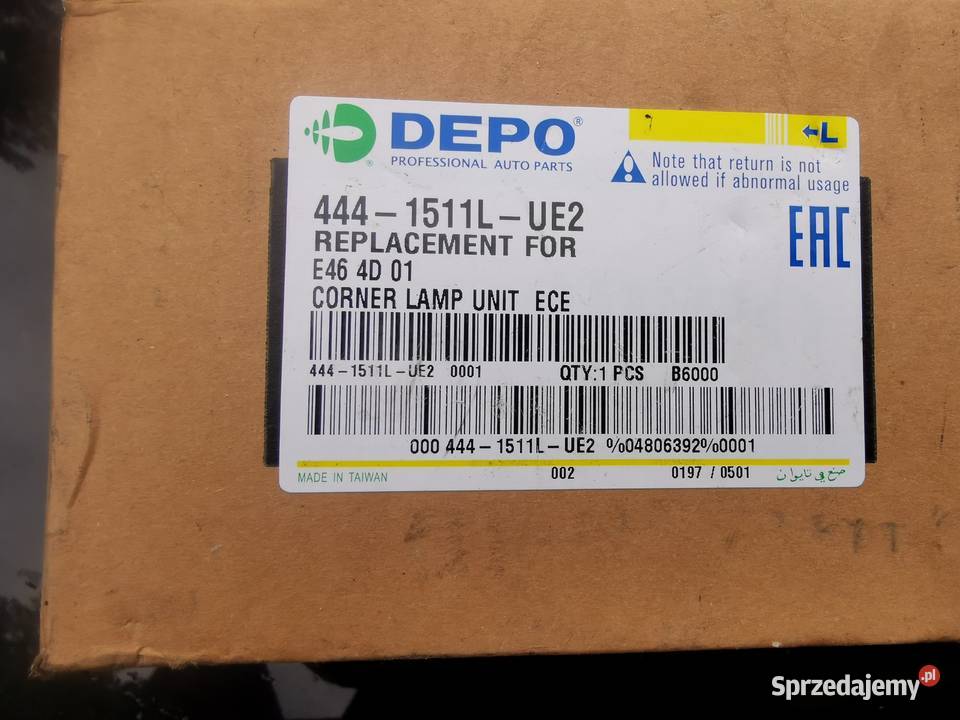 DEPO®
PROFESSIONAL AUTO PARTS
←L
Note that return is not
allowed if abnormal usage
444-1511L-UE2
REPLACEMENT FOR
E46 4D 01
CORNER LAMP UNIT ECE
EAC
444-1511L-UE2 0001 QTY:1 PCS B6000
000 444-1511L-UE2 %04806392%0001
MADE IN TAIWAN 002 0197 / 0501 صنع في تايوان
Sprzedajemy.pl